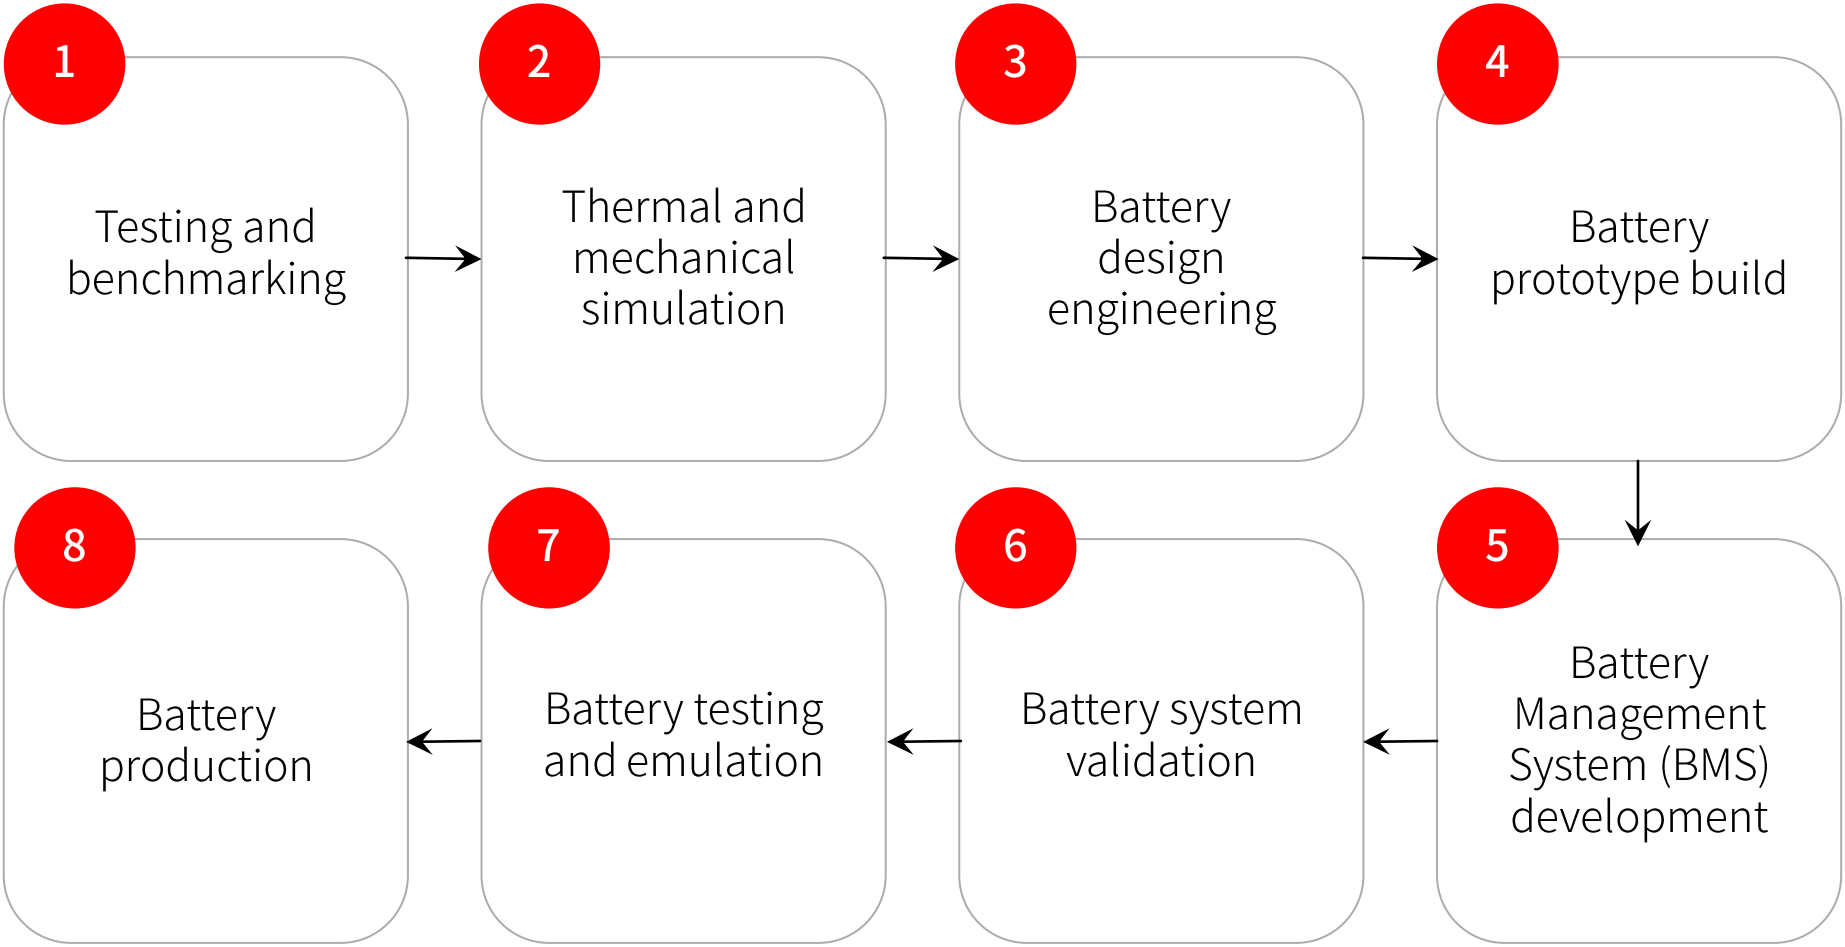 1
Testing and
benchmarking
2
Thermal and
mechanical
simulation
3
Battery
design
engineering
4
Battery
prototype build
5
Battery
Management
System (BMS)
development
6
Battery system
validation
7
Battery testing
and emulation
8
Battery
production